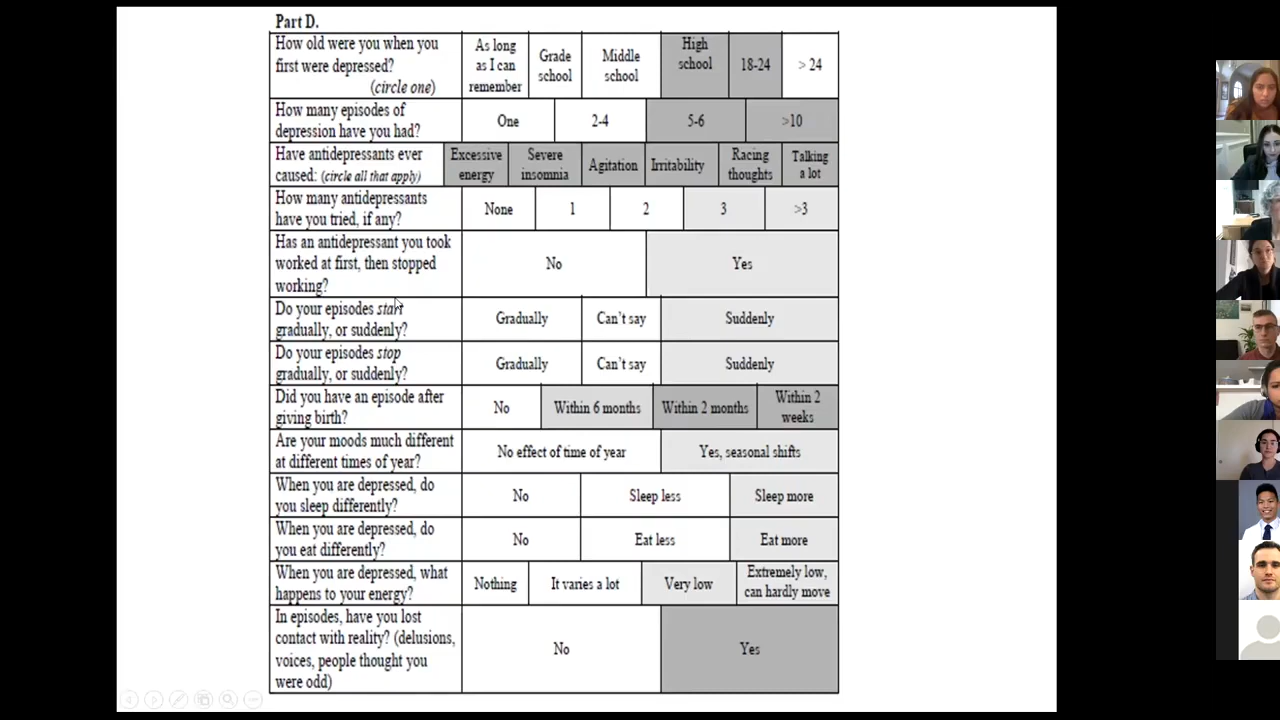 Part D.
How old were you when you
first were depressed?
(circle one)
As long
as I can
remember
Grade
school
Middle
school
High
school
18-24
> 24
How many episodes of
depression have you had?
One
2-4
5-6
>10
Have antidepressants ever
caused: (circle all that apply)
Excessive
energy
Severe
insomnia
Agitation
Irritability
Racing
thoughts
Talking
a lot
How many antidepressants
have you tried, if any?
None
1
2
3
>3
Has an antidepressant you took
worked at first, then stopped
working?
No
Yes
Do your episodes start
gradually, or suddenly?
Gradually
Can't say
Suddenly
Do your episodes stop
gradually, or suddenly?
Gradually
Can't say
Suddenly
Did you have an episode after
giving birth?
No
Within 6 months
Within 2 months
Within 2
weeks
Are your moods much different
at different times of year?
No effect of time of year
Yes, seasonal shifts
When you are depressed, do
you sleep differently?
No
Sleep less
Sleep more
When you are depressed, do
you eat differently?
No
Eat less
Eat more
When you are depressed, what
happens to your energy?
Nothing
It varies a lot
Very low
Extremely low,
can hardly move
In episodes, have you lost
contact with reality? (delusions,
voices, people thought you
were odd)
No
Yes